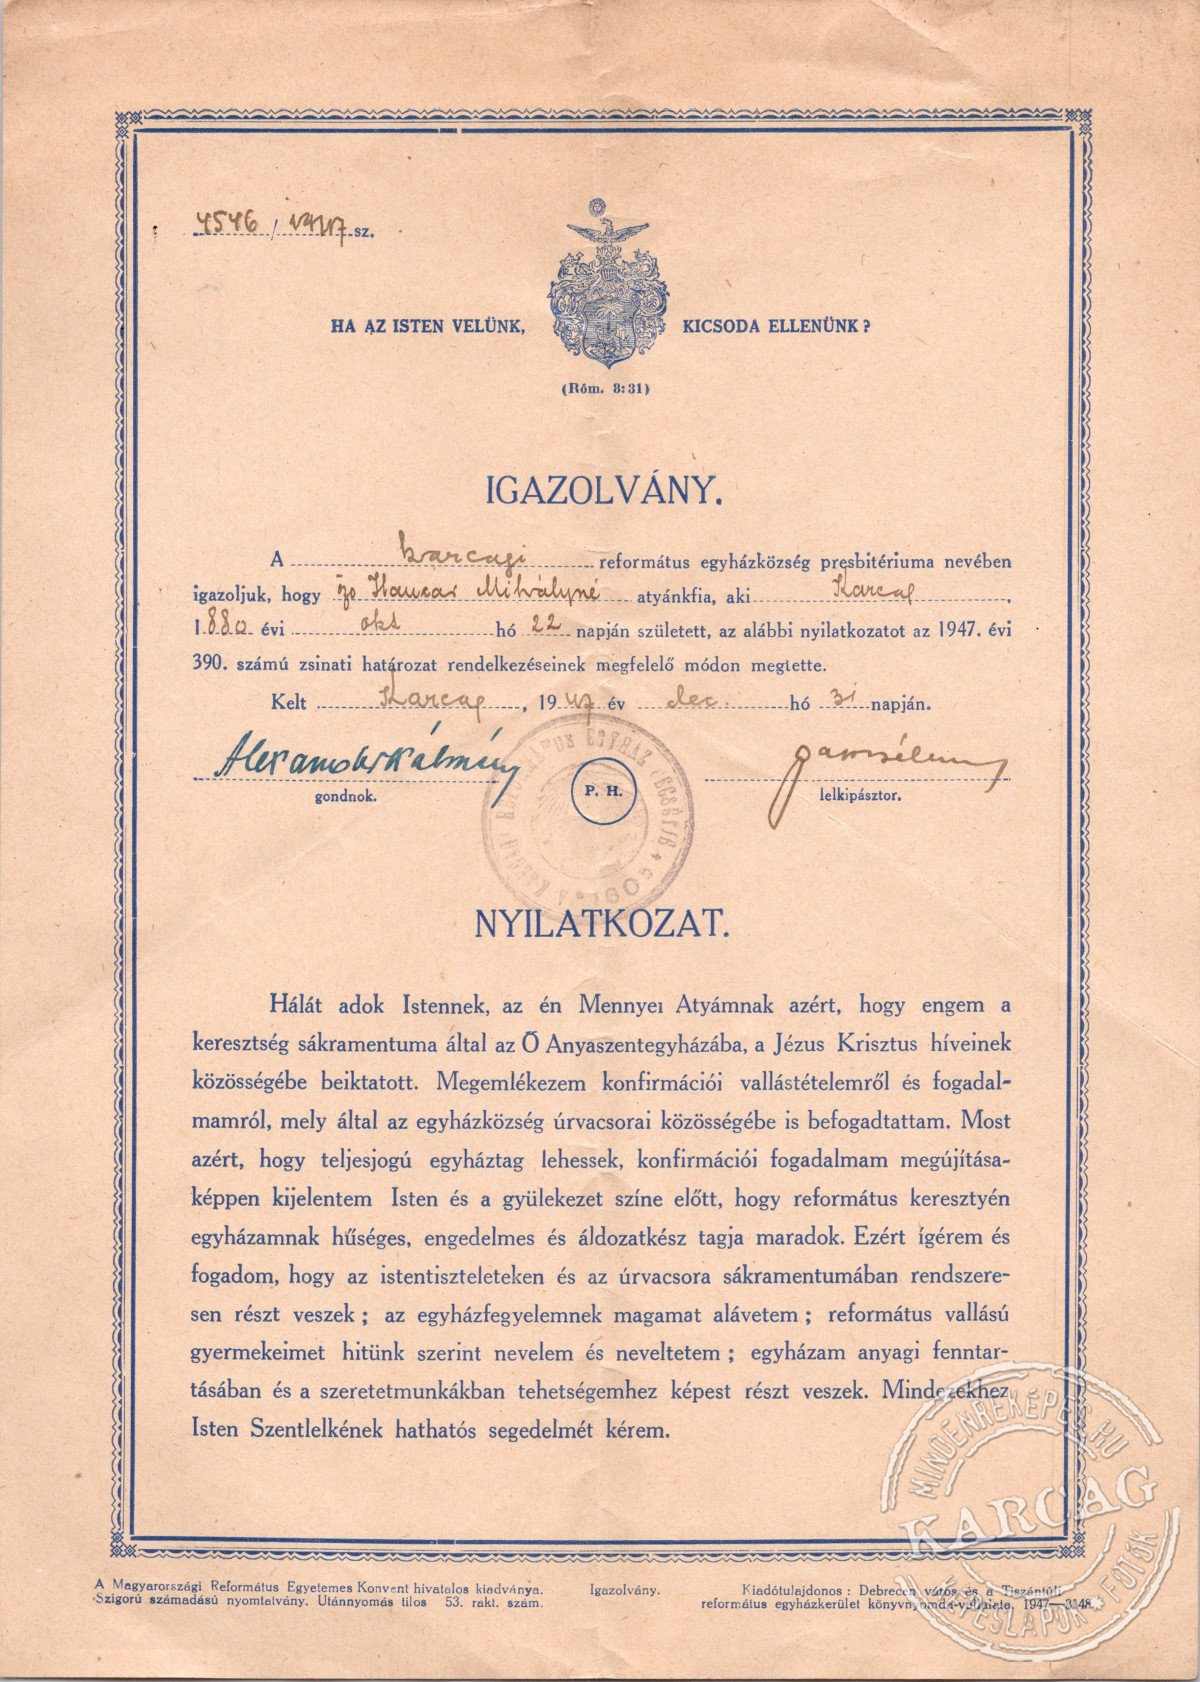 4546 / 1947 sz.
HA AZ ISTEN VELÜNK, KICSODA ELLENÜNK?
(Róm. 8:31)
IGAZOLVÁNY.
A karcagi református egyházközség presbitériuma nevében
igazoljuk, hogy Mihályné atyánkfia, aki Karcag,
1880 évi okt hó 22 napján született, az alábbi nyilatkozatot az 1947. évi
390. számú zsinati határozat rendelkezéseinek megfelelő módon megtette.
Kelt Karcag, 1947 év dec. hó 31 napján.
Alexander Kálmán
gondnok. P. H. lelkipásztor.
NYILATKOZAT.
Hálát adok Istennek, az én Mennyei Atyámnak azért, hogy engem a
keresztség sákramentuma által az Ő Anyaszentegyházába, a Jézus Krisztus híveinek
közösségébe beiktatott. Megemlékezem konfirmációi vallástételemről és fogadal-
mamról, mely által az egyházközség úrvacsorai közösségébe is befogadtattam. Most
azért, hogy teljesjogú egyháztag lehessek, konfirmációi fogadalmam megújítása-
képpen kijelentem Isten és a gyülekezet színe előtt, hogy református keresztyén
egyházamnak hűséges, engedelmes és áldozatkész tagja maradok. Ezért ígérem és
fogadom, hogy az istentiszteleteken és az úrvacsora sákramentumában rendszere-
sen részt veszek ; az egyházfegyelemnek magamat alávetem ; református vallású
gyermekeimet hitünk szerint nevelem és neveltetem ; egyházam anyagi fenntar-
tásában és a szeretetmunkákban tehetségemhez képest részt veszek. Mindezekhez
Isten Szentlelkének hathatós segedelmét kérem.
MINDENREKÉPES.HU
KARCAG
KÉPESLAPOK * FOTÓK
A Magyarországi Református Egyetemes Konvent hivatalos kiadványa. Igazolvány. Kiadótulajdonos : Debrecen város és a Tiszántúli
Szigorú számadású nyomtatvány. Utánnyomás tilos 53. rakt. szám. református egyházkerület könyvnyomda-vállalata. 1947—3148